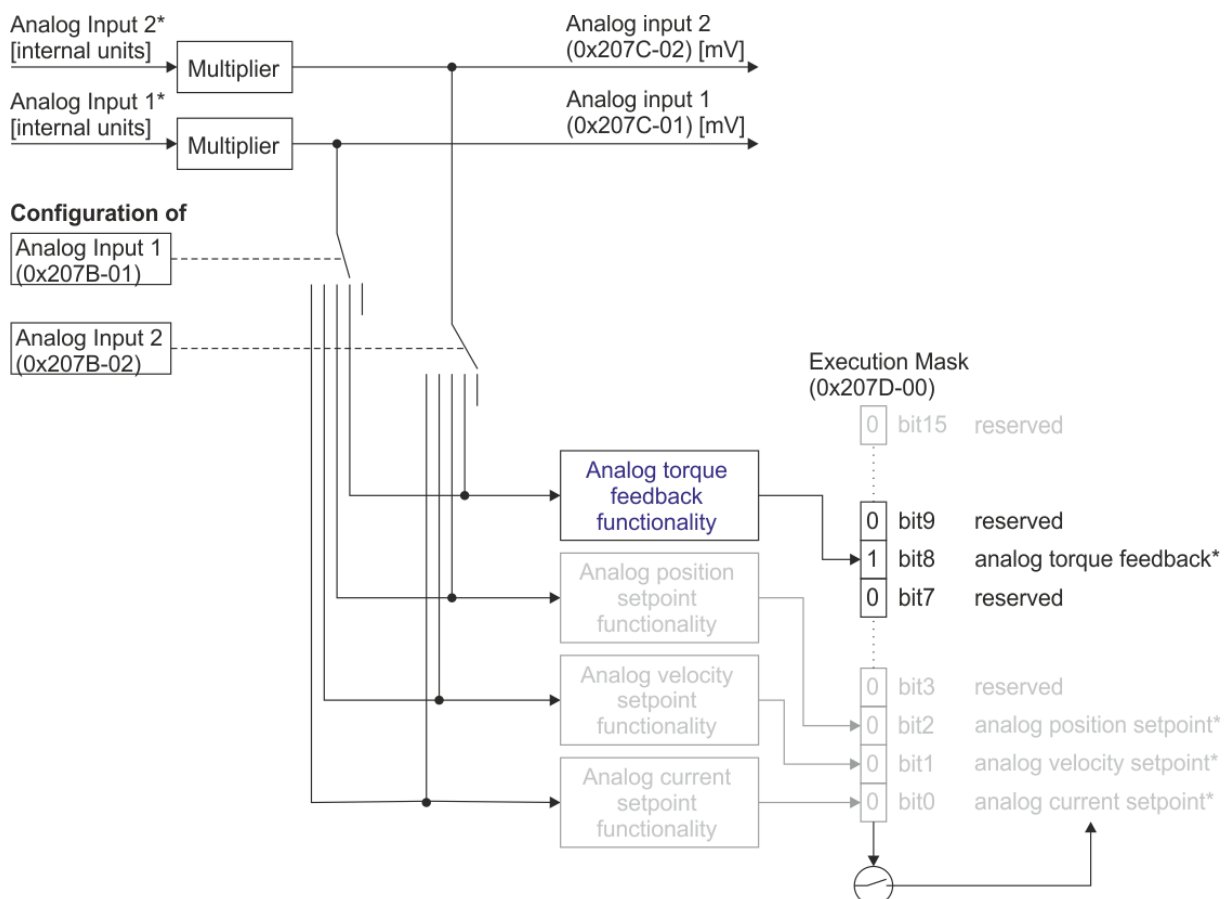 Analog Input 2*
[internal units]
Multiplier
Analog input 2
(0x207C-02) [mV]
Analog Input 1*
[internal units]
Multiplier
Analog input 1
(0x207C-01) [mV]
Configuration of
Analog Input 1
(0x207B-01)
Analog Input 2
(0x207B-02)
Execution Mask
(0x207D-00)
0 bit15 reserved
Analog torque
feedback
functionality
0 bit9 reserved
1 bit8 analog torque feedback*
0 bit7 reserved
Analog position
setpoint
functionality
Analog velocity
setpoint
functionality
0 bit3 reserved
0 bit2 analog position setpoint*
0 bit1 analog velocity setpoint*
0 bit0 analog current setpoint*
Analog current
setpoint
functionality